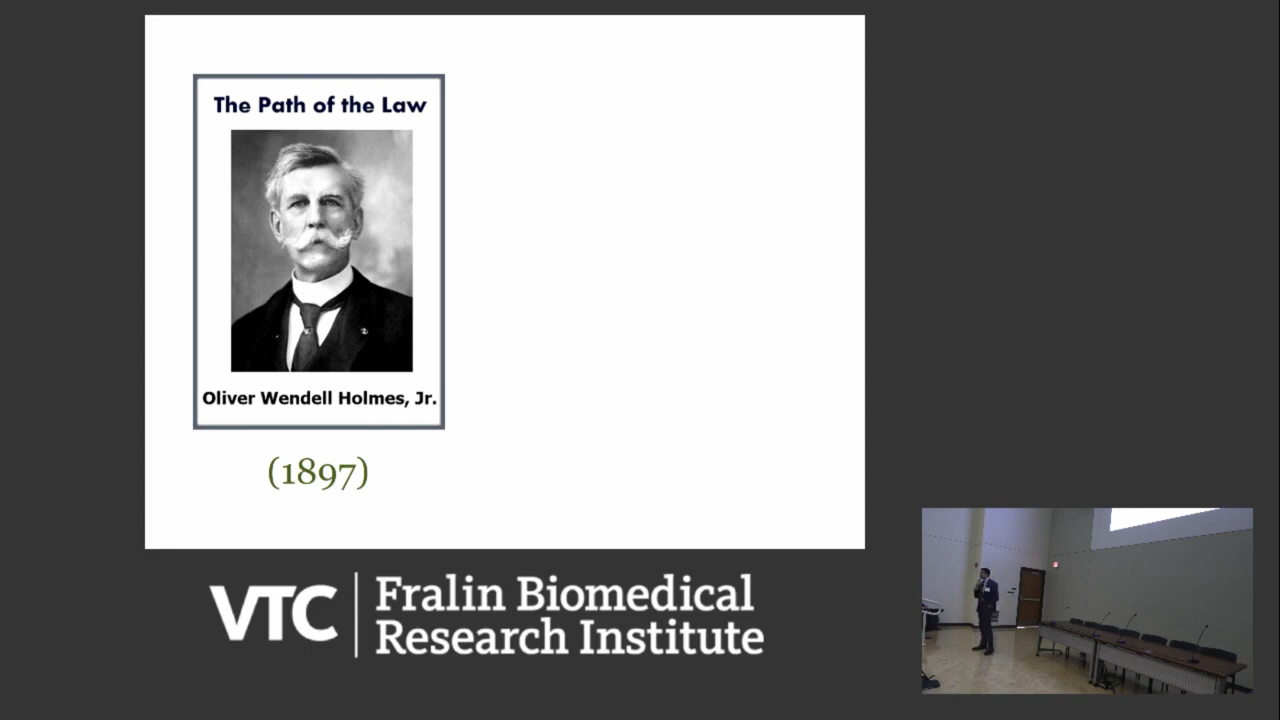 The Path of the Law
Oliver Wendell Holmes, Jr.
(1897)
VTC
Fralin Biomedical
Research Institute